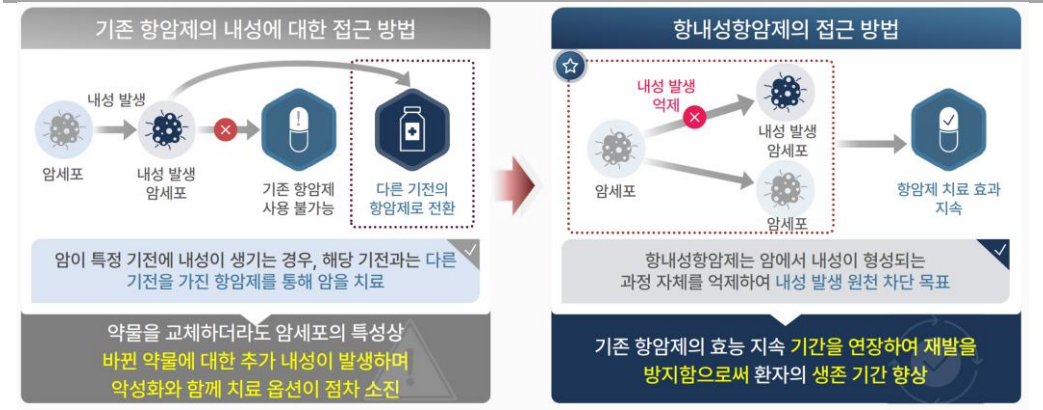 기존 항암제의 내성에 대한 접근 방법
내성 발생
암세포
내성 발생
암세포
!
기존 항암제
사용 불가능
다른 기전의
항암제로 전환
암이 특정 기전에 내성이 생기는 경우, 해당 기전과는 다른
기전을 가진 항암제를 통해 암을 치료
약물을 교체하더라도 암세포의 특성상
바뀐 약물에 대한 추가 내성이 발생하며
악성화와 함께 치료 옵션이 점차 소진
항내성항암제의 접근 방법
내성 발생
억제
암세포
내성 발생
암세포
암세포
항암제 치료 효과
지속
항내성항암제는 암에서 내성이 형성되는
과정 자체를 억제하여 내성 발생 원천 차단 목표
기존 항암제의 효능 지속 기간을 연장하여 재발을
방지함으로써 환자의 생존 기간 향상